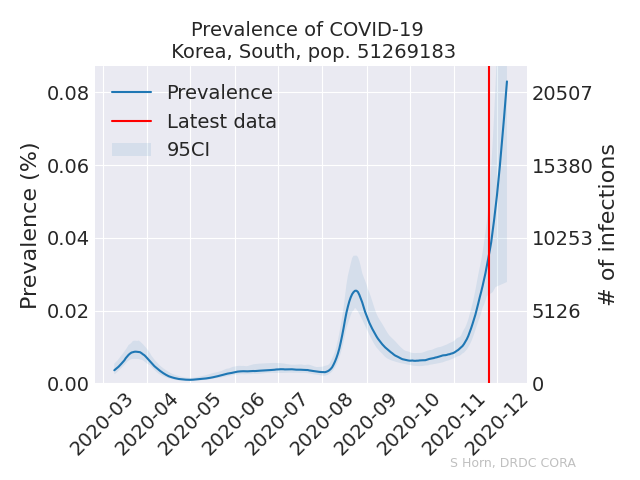 Prevalence of COVID-19
Korea, South, pop. 51269183
Prevalence
Latest data
95CI
Prevalence (%)
0.08
0.06
0.04
0.02
0.00
20507
15380
10253
5126
0
# of infections
2020-03
2020-04
2020-05
2020-06
2020-07
2020-08
2020-09
2020-10
2020-11
2020-12
S Horn, DRDC CORA